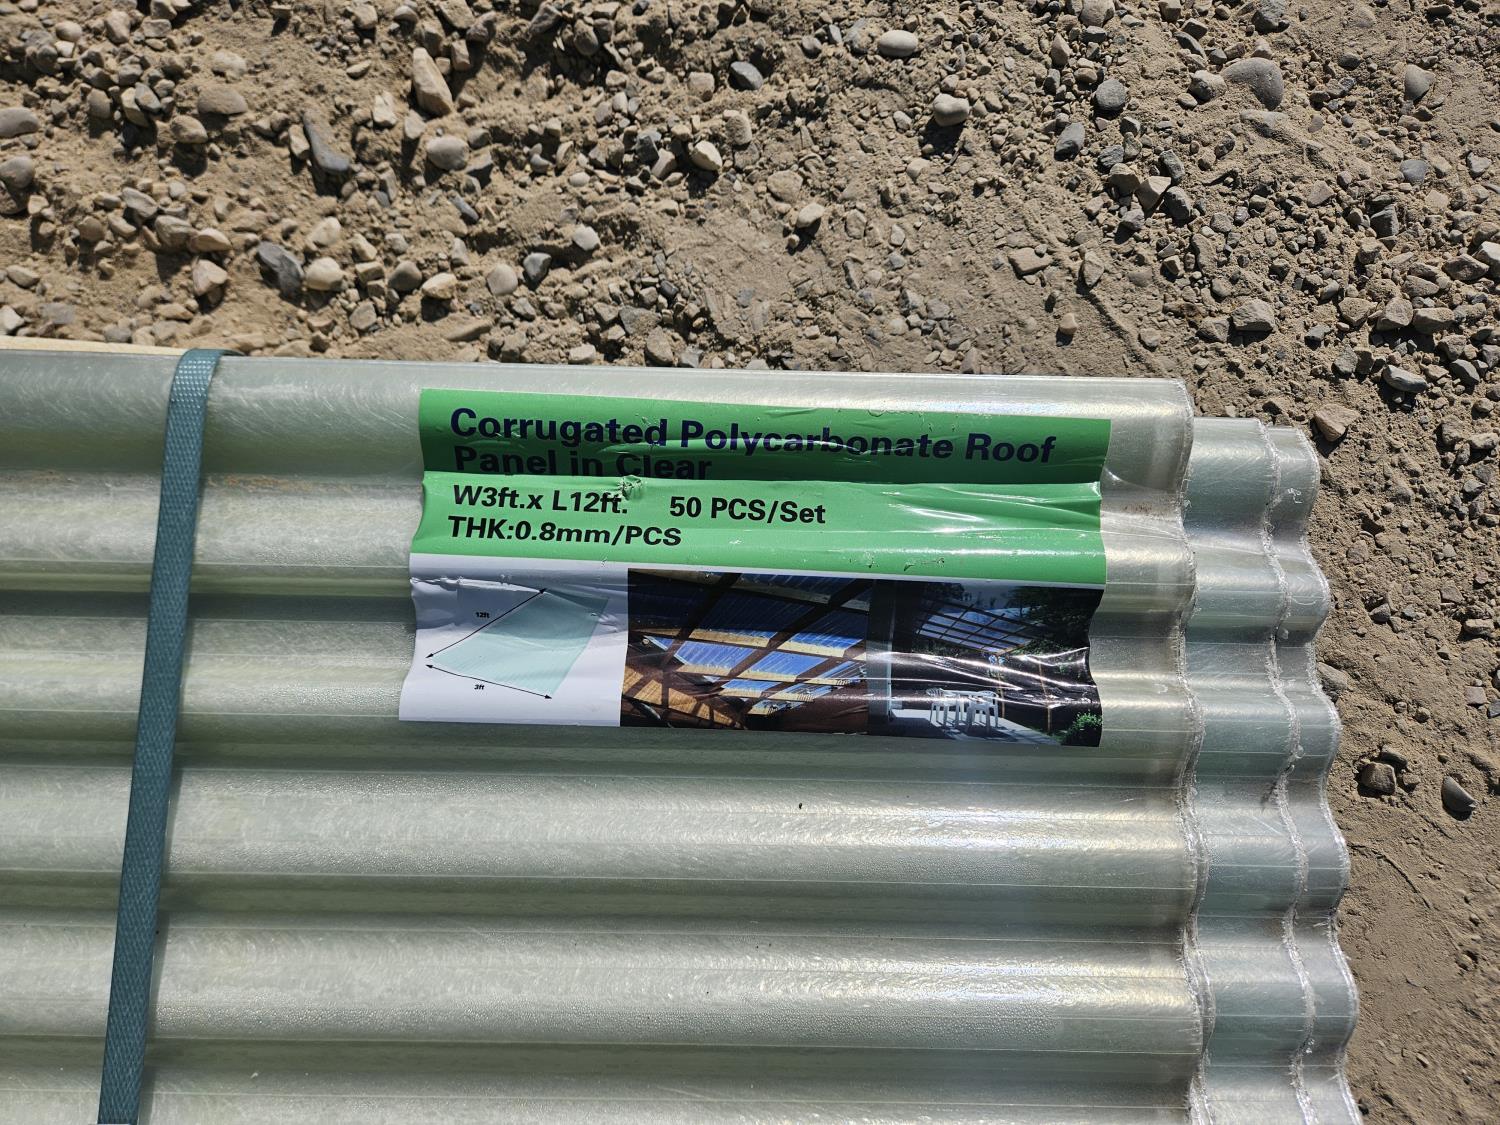 Corrugated Polycarbonate Roof
Panel in Clear
W3ft.x L12ft. 50 PCS/Set
THK:0.8mm/PCS
12ft
3ft